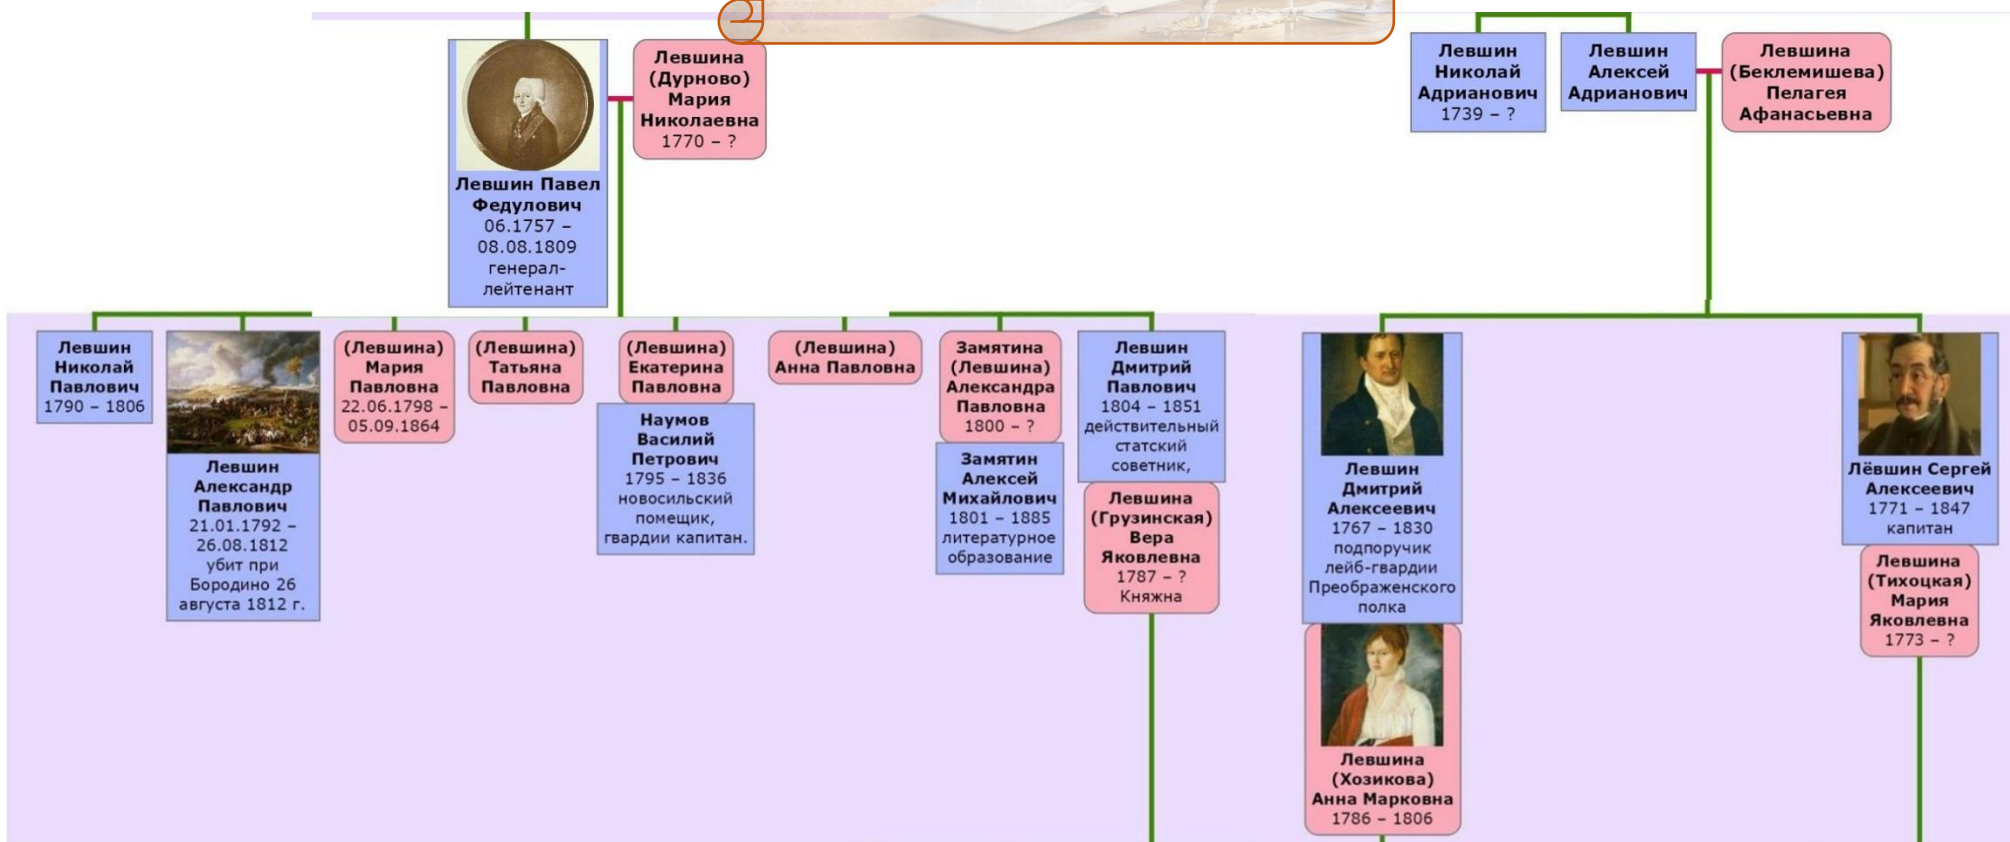 Левшин Павел
Федулович
06.1757 –
08.08.1809
генерал-
лейтенант
Левшина
(Дурново)
Мария
Николаевна
1770 – ?
Левшин
Николай
Адрианович
1739 – ?
Левшин
Алексей
Адрианович
Левшина
(Беклемишева)
Пелагея
Афанасьевна
Левшин
Николай
Павлович
1790 – 1806
Левшин
Александр
Павлович
21.01.1792 –
26.08.1812
убит при
Бородино 26
августа 1812 г.
(Левшина)
Мария
Павловна
22.06.1798 –
05.09.1864
(Левшина)
Татьяна
Павловна
(Левшина)
Екатерина
Павловна
Наумов
Василий
Петрович
1795 – 1836
новосильский
помещик,
гвардии капитан.
(Левшина)
Анна Павловна
Замятина
(Левшина)
Александра
Павловна
1800 – ?
Замятин
Алексей
Михайлович
1801 – 1885
литературное
образование
Левшин
Дмитрий
Павлович
1804 – 1851
действительный
статский
советник,
Левшина
(Грузинская)
Вера
Яковлевна
1787 – ?
Княжна
Левшин
Дмитрий
Алексеевич
1767 – 1830
подпоручик
лейб-гвардии
Преображенского
полка
Левшина
(Хозикова)
Анна Марковна
1786 – 1806
Лёвшин Сергей
Алексеевич
1771 – 1847
капитан
Левшина
(Тихоцкая)
Мария
Яковлевна
1773 – ?